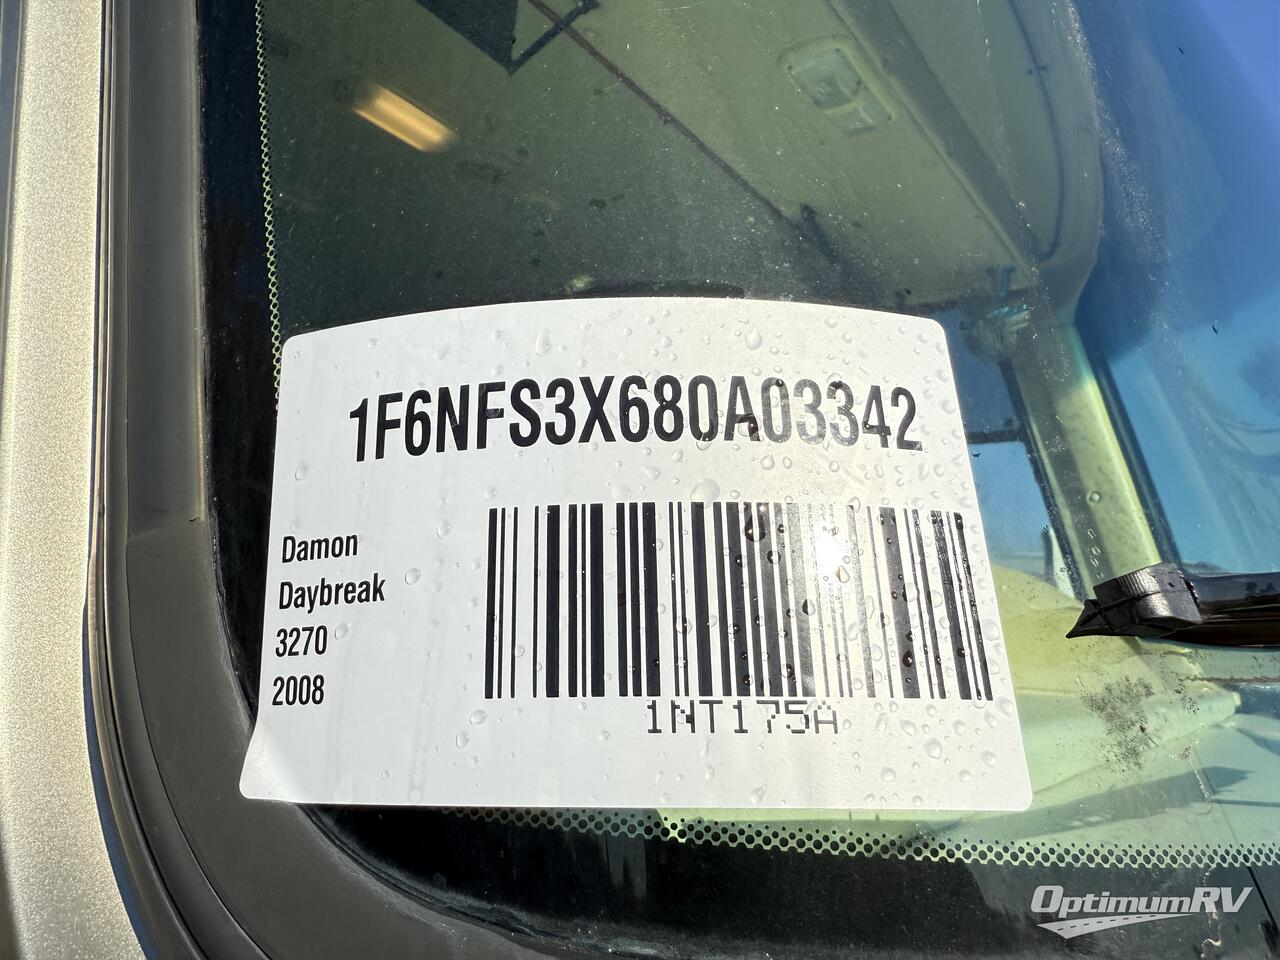 1F6NFS3X680A03342
Damon
Daybreak
3270
2008
1NT175A
OptimumRV